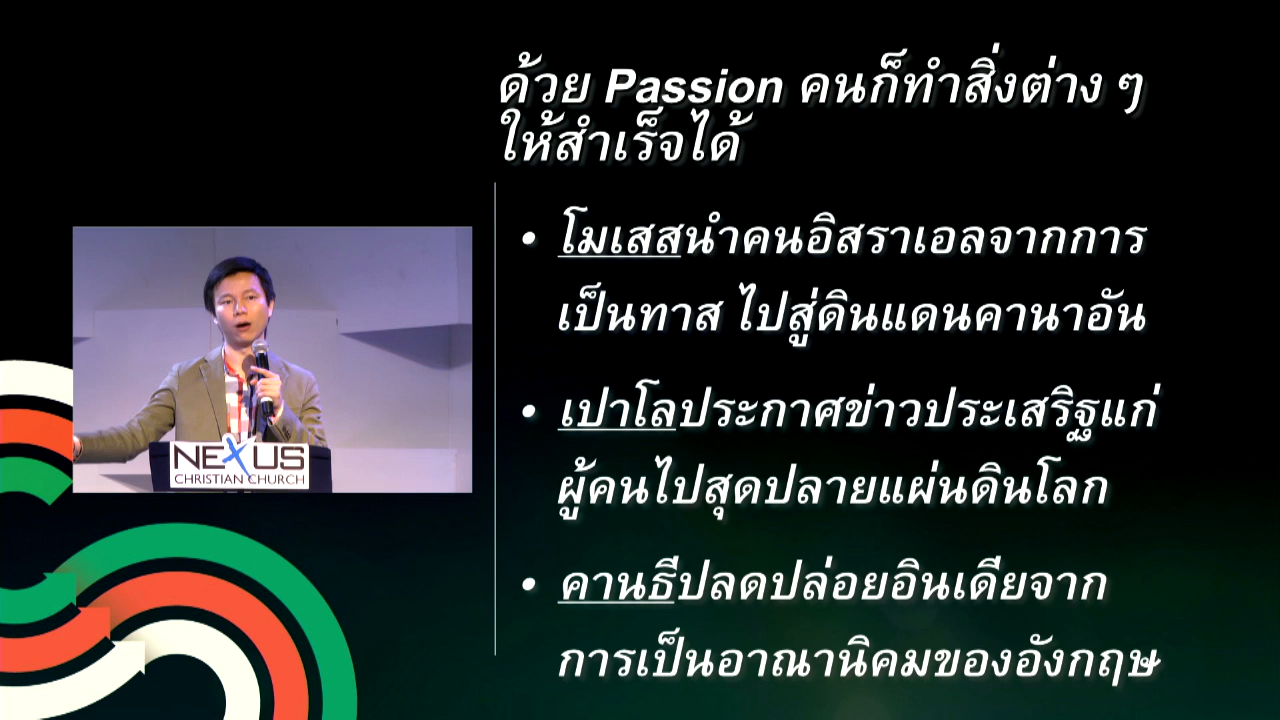 ด้วย Passion คนก็ทำสิ่งต่าง ๆ
ให้สำเร็จได้
• โมเสสนำคนอิสราเอลจากการ
เป็นทาส ไปสู่ดินแดนคานาอัน
• เปาโลประกาศข่าวประเสริฐแก่
ผู้คนไปสุดปลายแผ่นดินโลก
• คานธีปลดปล่อยอินเดียจาก
การเป็นอาณานิคมของอังกฤษ
NEXUS
CHRISTIAN CHURCH